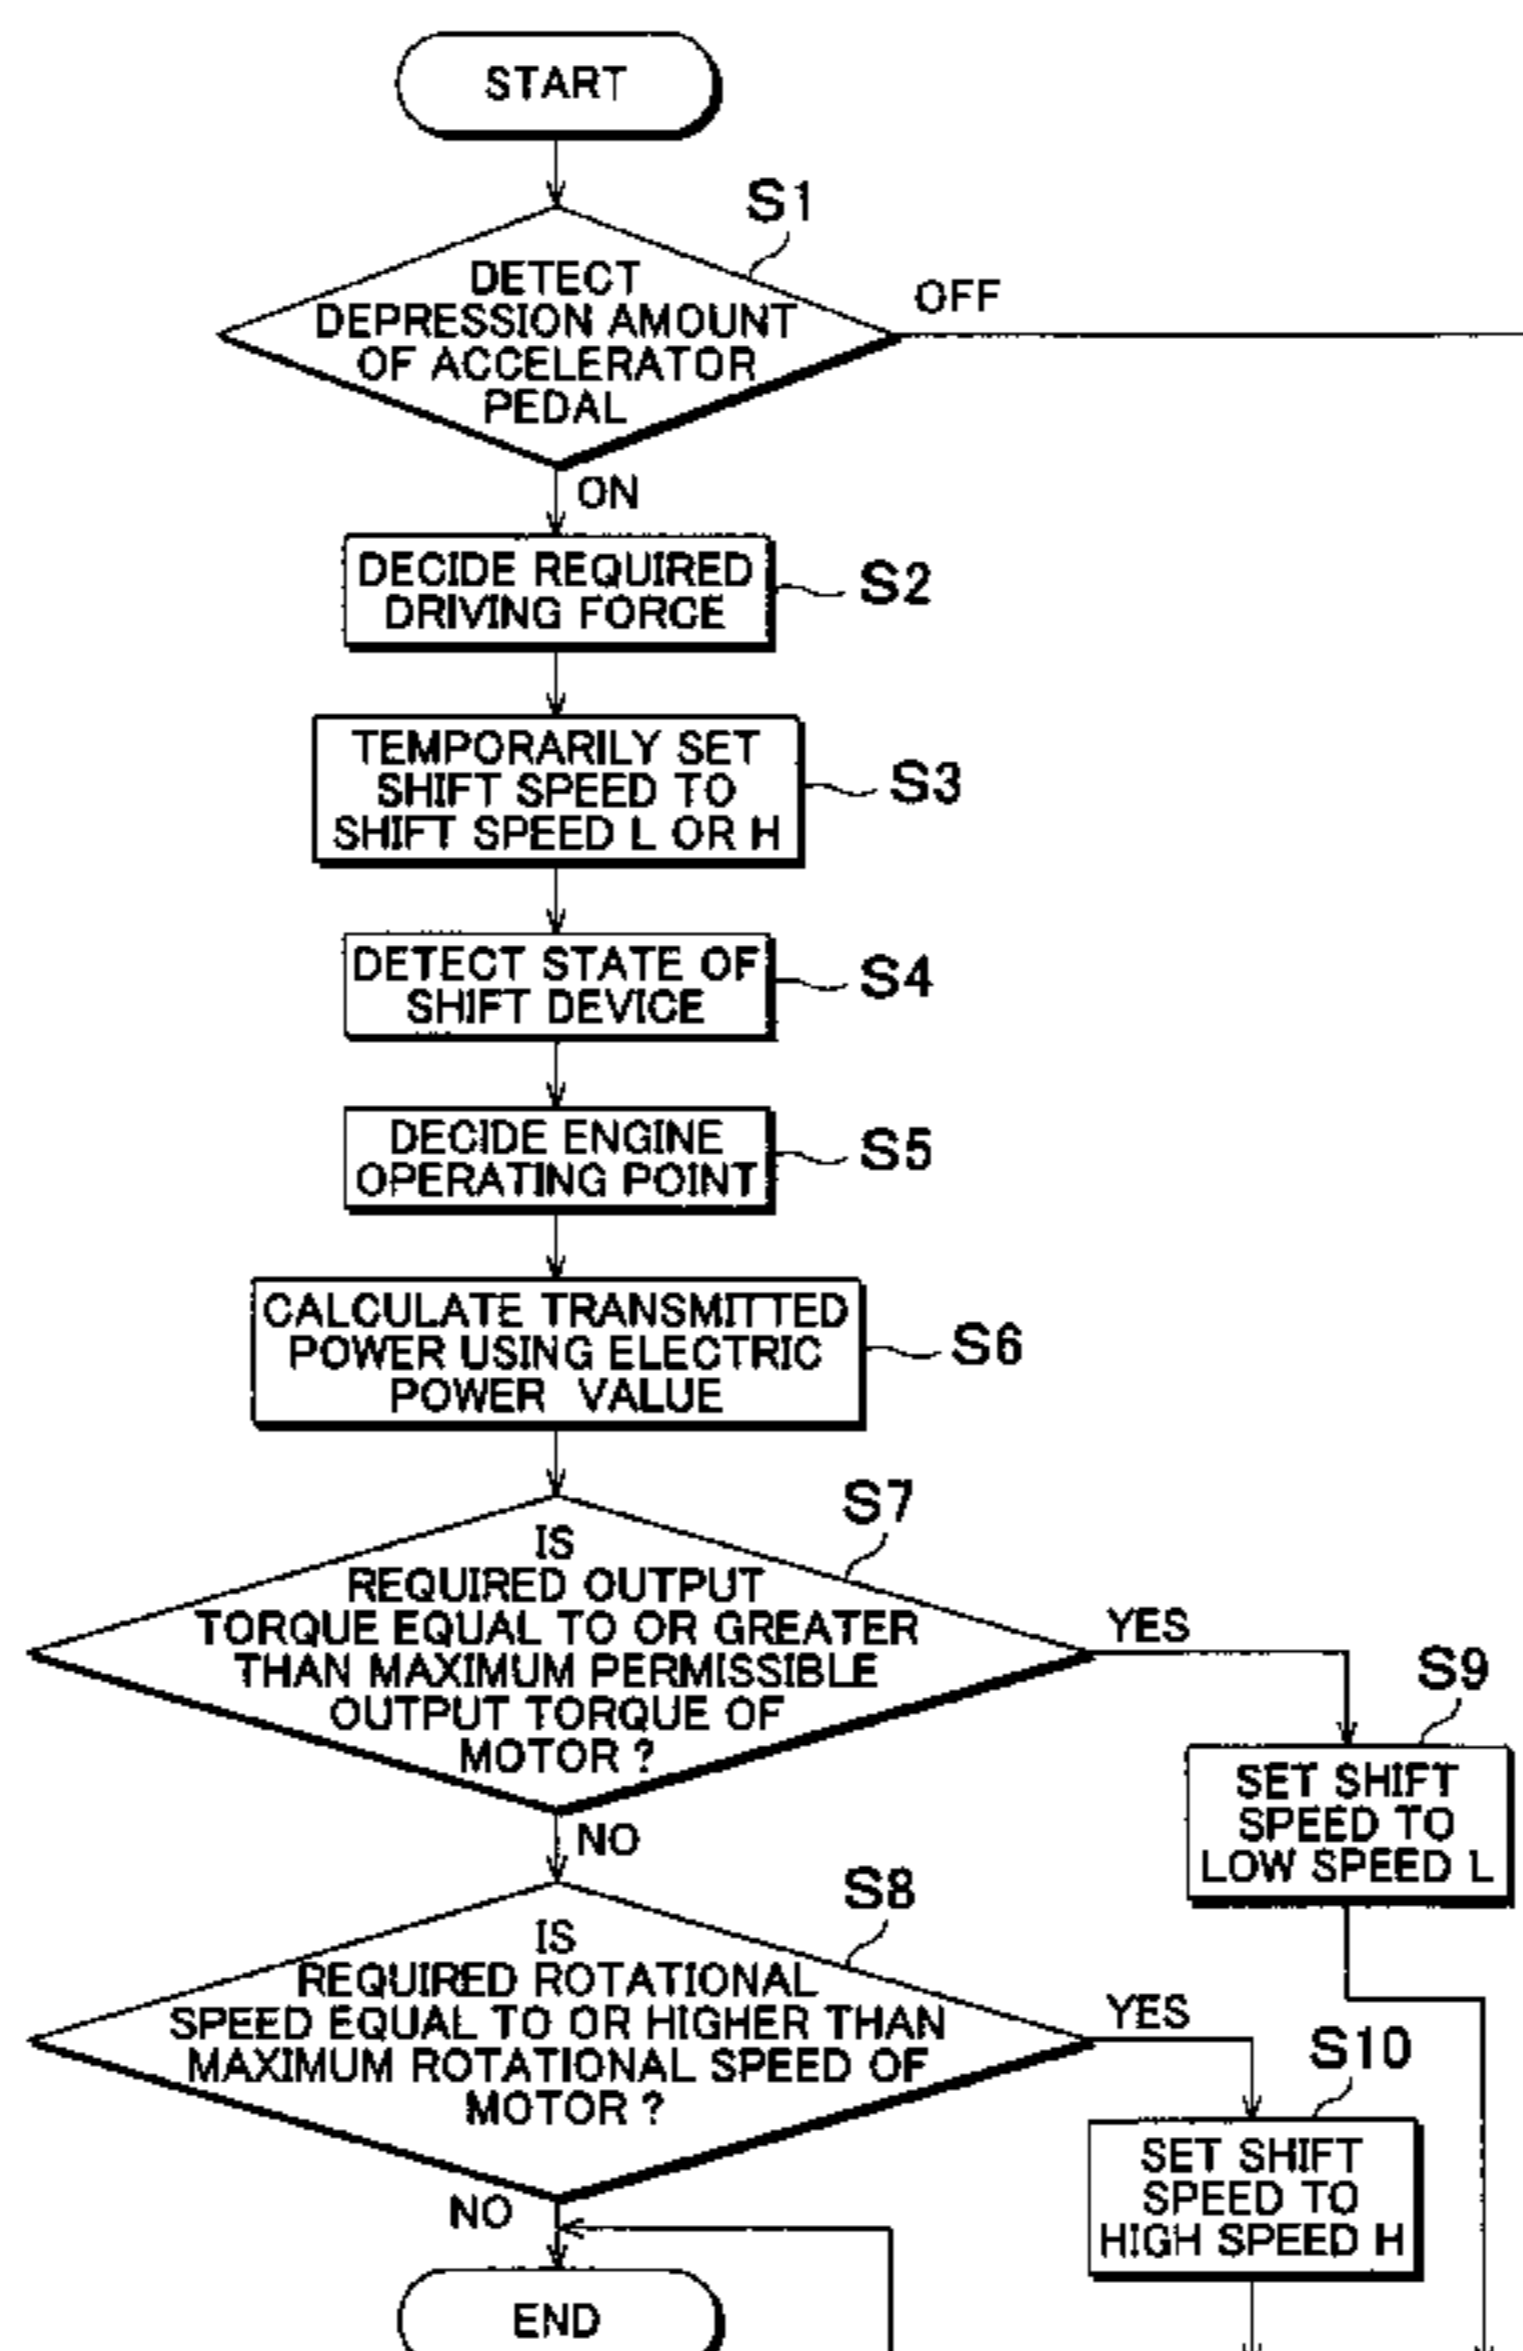 START
S1
DETECT
DEPRESSION AMOUNT
OF ACCELERATOR
PEDAL
OFF
ON
DECIDE REQUIRED
DRIVING FORCE
S2
TEMPORARILY SET
SHIFT SPEED TO
SHIFT SPEED L OR H
S3
DETECT STATE OF
SHIFT DEVICE
S4
DECIDE ENGINE
OPERATING POINT
S5
CALCULATE TRANSMITTED
POWER USING ELECTRIC
POWER VALUE
S6
S7
IS
REQUIRED OUTPUT
TORQUE EQUAL TO OR GREATER
THAN MAXIMUM PERMISSIBLE
OUTPUT TORQUE OF
MOTOR ?
YES
NO
S9
SET SHIFT
SPEED TO
LOW SPEED L
S8
IS
REQUIRED ROTATIONAL
SPEED EQUAL TO OR HIGHER THAN
MAXIMUM ROTATIONAL SPEED OF
MOTOR ?
YES
NO
S10
SET SHIFT
SPEED TO
HIGH SPEED H
END